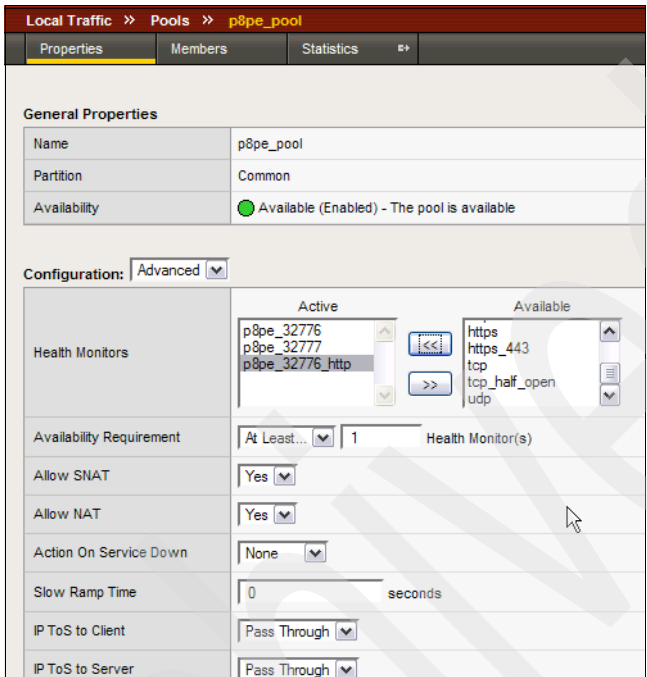 Local Traffic » Pools » p8pe_pool
Properties Members Statistics
General Properties
Name p8pe_pool
Partition Common
Availability Available (Enabled) - The pool is available
Configuration: Advanced
Active Available
Health Monitors
p8pe_32776
p8pe_32777
p8pe_32776_http
<<
>>
https
https_443
tcp
tcp_half_open
udp
Availability Requirement At Least... 1 Health Monitor(s)
Allow SNAT Yes
Allow NAT Yes
Action On Service Down None
Slow Ramp Time 0 seconds
IP ToS to Client Pass Through
IP ToS to Server Pass Through